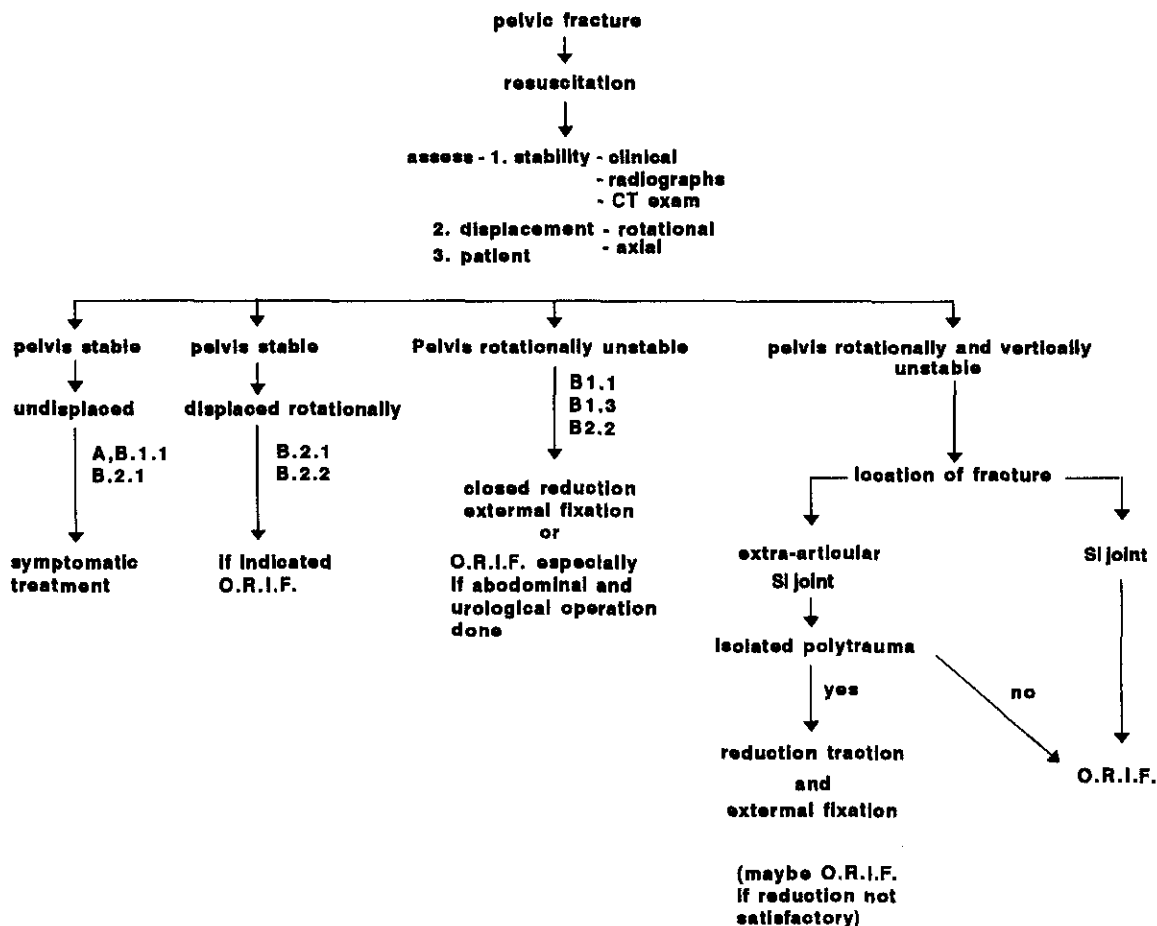 pelvic fracture
resuscitation
assess - 1. stability - clinical
- radiographs
- CT exam
2. displacement - rotational
- axial
3. patient
pelvis stable
undisplaced
A,B.1.1
B.2.1
symptomatic
treatment
pelvis stable
displaced rotationally
B.2.1
B.2.2
if indicated
O.R.I.F.
Pelvis rotationally unstable
B1.1
B1.3
B2.2
closed reduction
extermal fixation
or
O.R.I.F. especially
if abodominal and
urological operation
done
pelvis rotationally and vertically
unstable
location of fracture
extra-articular
SI joint
isolated polytrauma
yes
reduction traction
and
extermal fixation
(maybe O.R.I.F.
if reduction not
satisfactory)
no
SI joint
O.R.I.F.